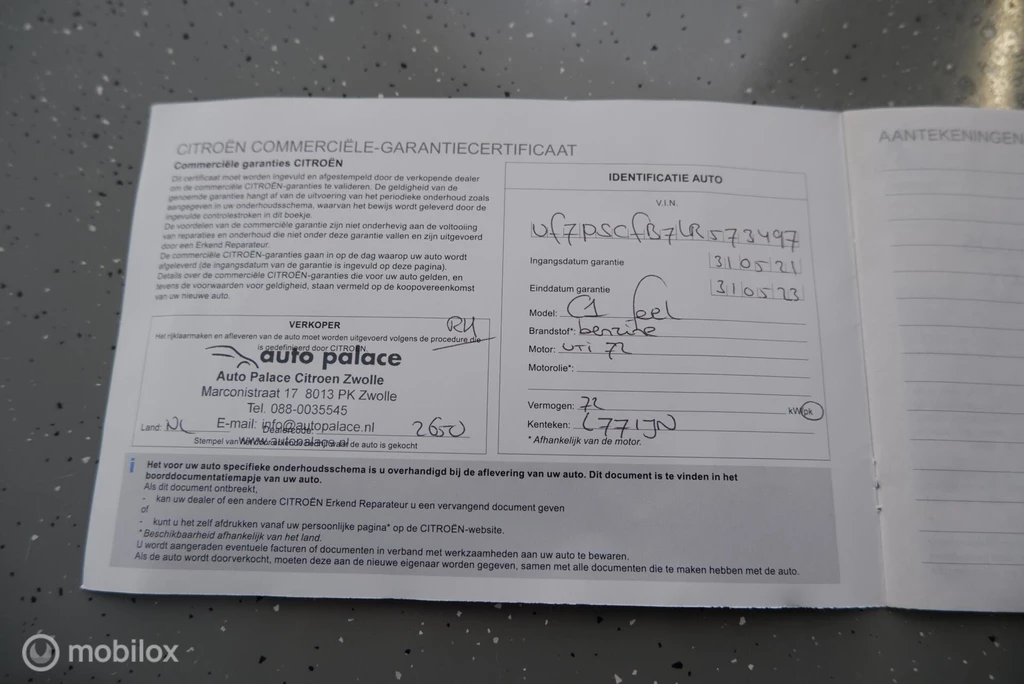 CITROËN COMMERCIËLE-GARANTIECERTIFICAAT
Commerciële garanties CITROËN
Dit certificaat moet worden ingevuld en afgestempeld door de verkopende dealer
om de commerciële CITROËN-garanties te valideren. De geldigheid van de
genoemde garanties hangt af van de uitvoering van het periodieke onderhoud zoals
aangegeven in uw onderhoudsschema, waarvan het bewijs wordt geleverd door de
ingevulde controlestroken in dit boekje.
De voordelen van de commerciële garantie zijn niet onderhevig aan de voltooiing
van reparaties en onderhoud die niet onder deze garantie vallen en zijn uitgevoerd
door een Erkend Reparateur.
De commerciële CITROËN-garanties gaan in op de dag waarop uw auto wordt
afgeleverd (de ingangsdatum van de garantie is ingevuld op deze pagina).
Details over de commerciële CITROËN-garanties die voor uw auto gelden, en
tevens de voorwaarden voor geldigheid, staan vermeld op de koopovereenkomst
van uw nieuwe auto.
VERKOPER
RH
Het rijklaarmaken en afleveren van de auto moet worden uitgevoerd volgens de procedure die
is gedefinieerd door CITROËN.
auto palace
Auto Palace Citroen Zwolle
Marconistraat 17 8013 PK Zwolle
Tel. 088-0035545
E-mail: info@autopalace.nl
Land: NL
2650
www.autopalace.nl
Stempel van de auto is gekocht
IDENTIFICATIE AUTO
V.I.N.
Vf7PSCfB7LR573497
Ingangsdatum garantie 31 05 21
Einddatum garantie 31 05 23
Model: C1 feel
Brandstof*: benzine
Motor: VTi 72
Motorolie*:
Vermogen: 72 kW/pk
Kenteken: L771JN
* Afhankelijk van de motor.
i Het voor uw auto specifieke onderhoudsschema is u overhandigd bij de aflevering van uw auto. Dit document is te vinden in het
boorddocumentatiemapje van uw auto.
Als dit document ontbreekt,
- kan uw dealer of een andere CITROËN Erkend Reparateur u een vervangend document geven
of
- kunt u het zelf afdrukken vanaf uw persoonlijke pagina* op de CITROËN-website.
* Beschikbaarheid afhankelijk van het land.
U wordt aangeraden eventuele facturen of documenten in verband met werkzaamheden aan uw auto te bewaren.
Als de auto wordt doorverkocht, moeten deze aan de nieuwe eigenaar worden gegeven, samen met alle documenten die te maken hebben met de auto.
AANTEKENINGEN
mobilox